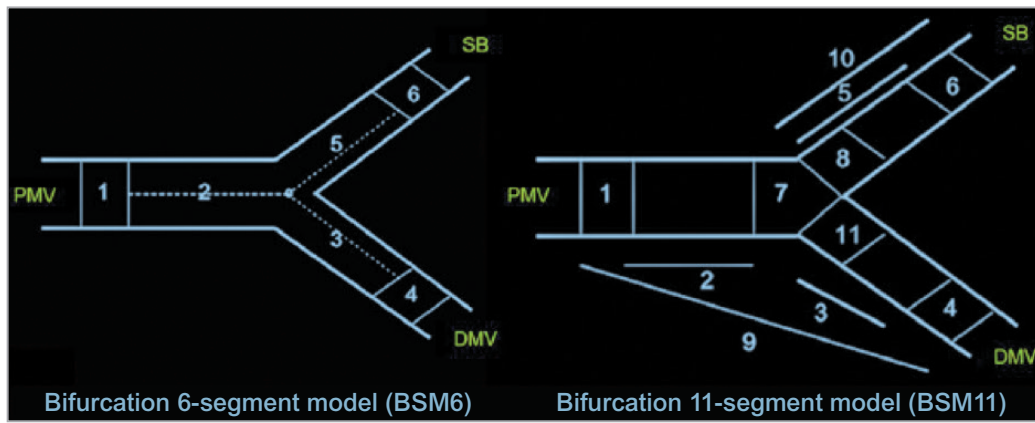 SB
6
5
PMV
1
2
3
4
DMV
Bifurcation 6-segment model (BSM6)
SB
10
5
6
8
PMV
1
7
11
2
3
4
9
DMV
Bifurcation 11-segment model (BSM11)